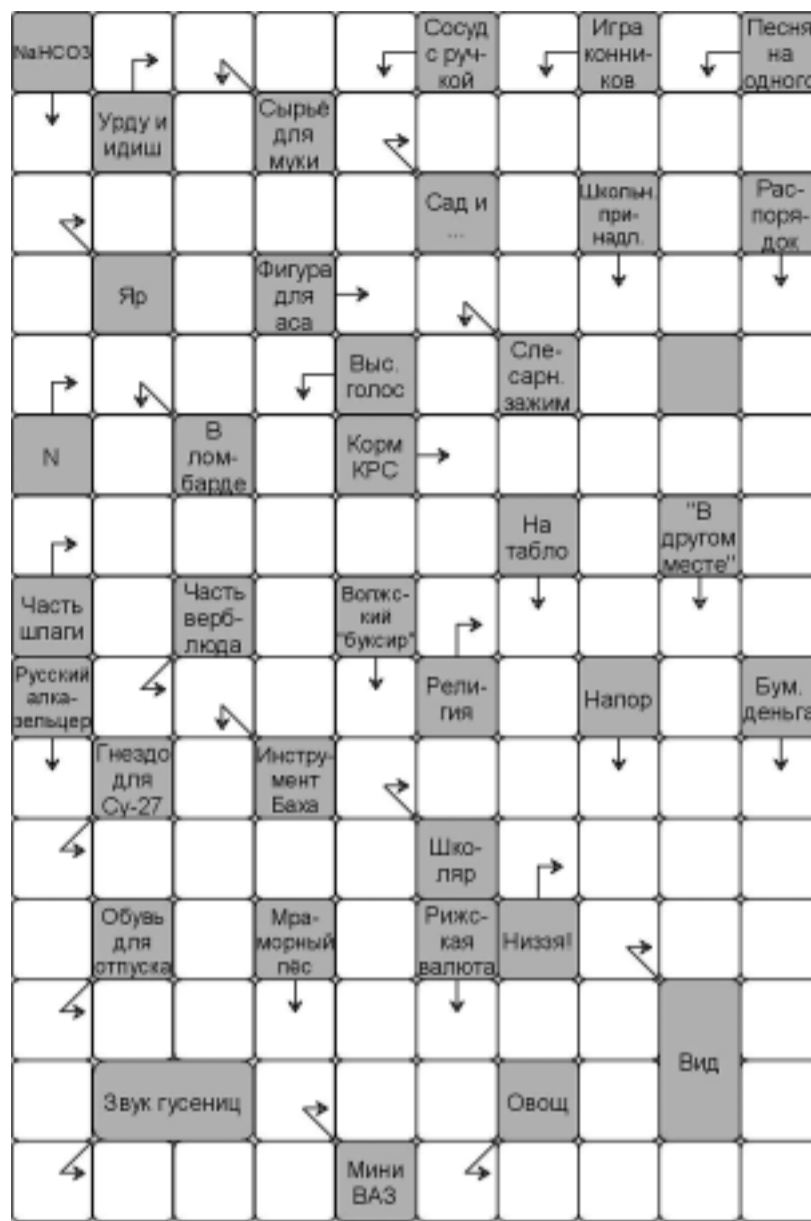 NaHCO3
Сосуд
с руч-
кой
Игра
конни-
ков
Песня
на
одного
Урду и
идиш
Сырьё
для
муки
Сад и
...
Школьн.
при-
надл.
Рас-
поря-
док
Яр
Фигура
для
аса
Выс.
голос
Сле-
сарн.
зажим
N
В
лом-
барде
Корм
КРС
На
табло
"В
другом
месте"
Часть
шпаги
Часть
верб-
люда
Волжс-
кий
"буксир"
Русский
алка-
зельцер
Рели-
гия
Напор
Бум.
деньга
Гнездо
для
Су-27
Инстру-
мент
Баха
Шко-
ляр
Обувь
для
отпуска
Мра-
морный
пёс
Рижс-
кая
валюта
Низзя!
Вид
Звук гусениц
Овощ
Мини
ВАЗ